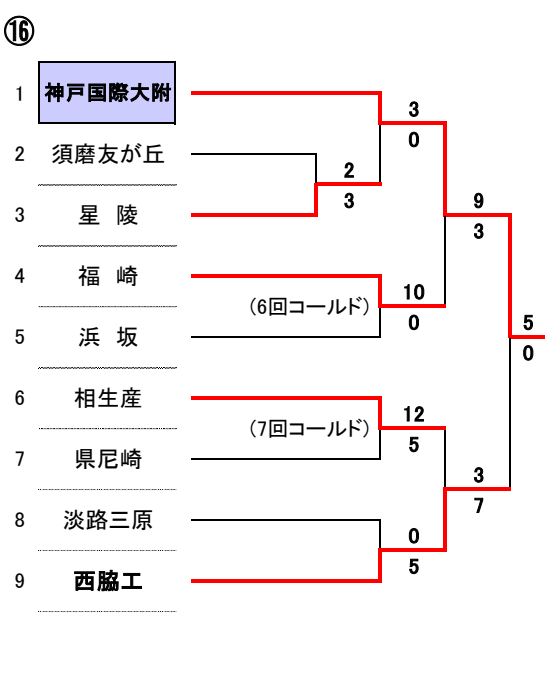 ⑯
1 神戸国際大附
3
0
2 須磨友が丘
2
3
3 星 陵
9
3
4 福 崎
(6回コールド)
10
0
5 浜 坂
5
0
6 相生産
(7回コールド)
12
5
7 県尼崎
3
7
8 淡路三原
0
5
9 西脇工